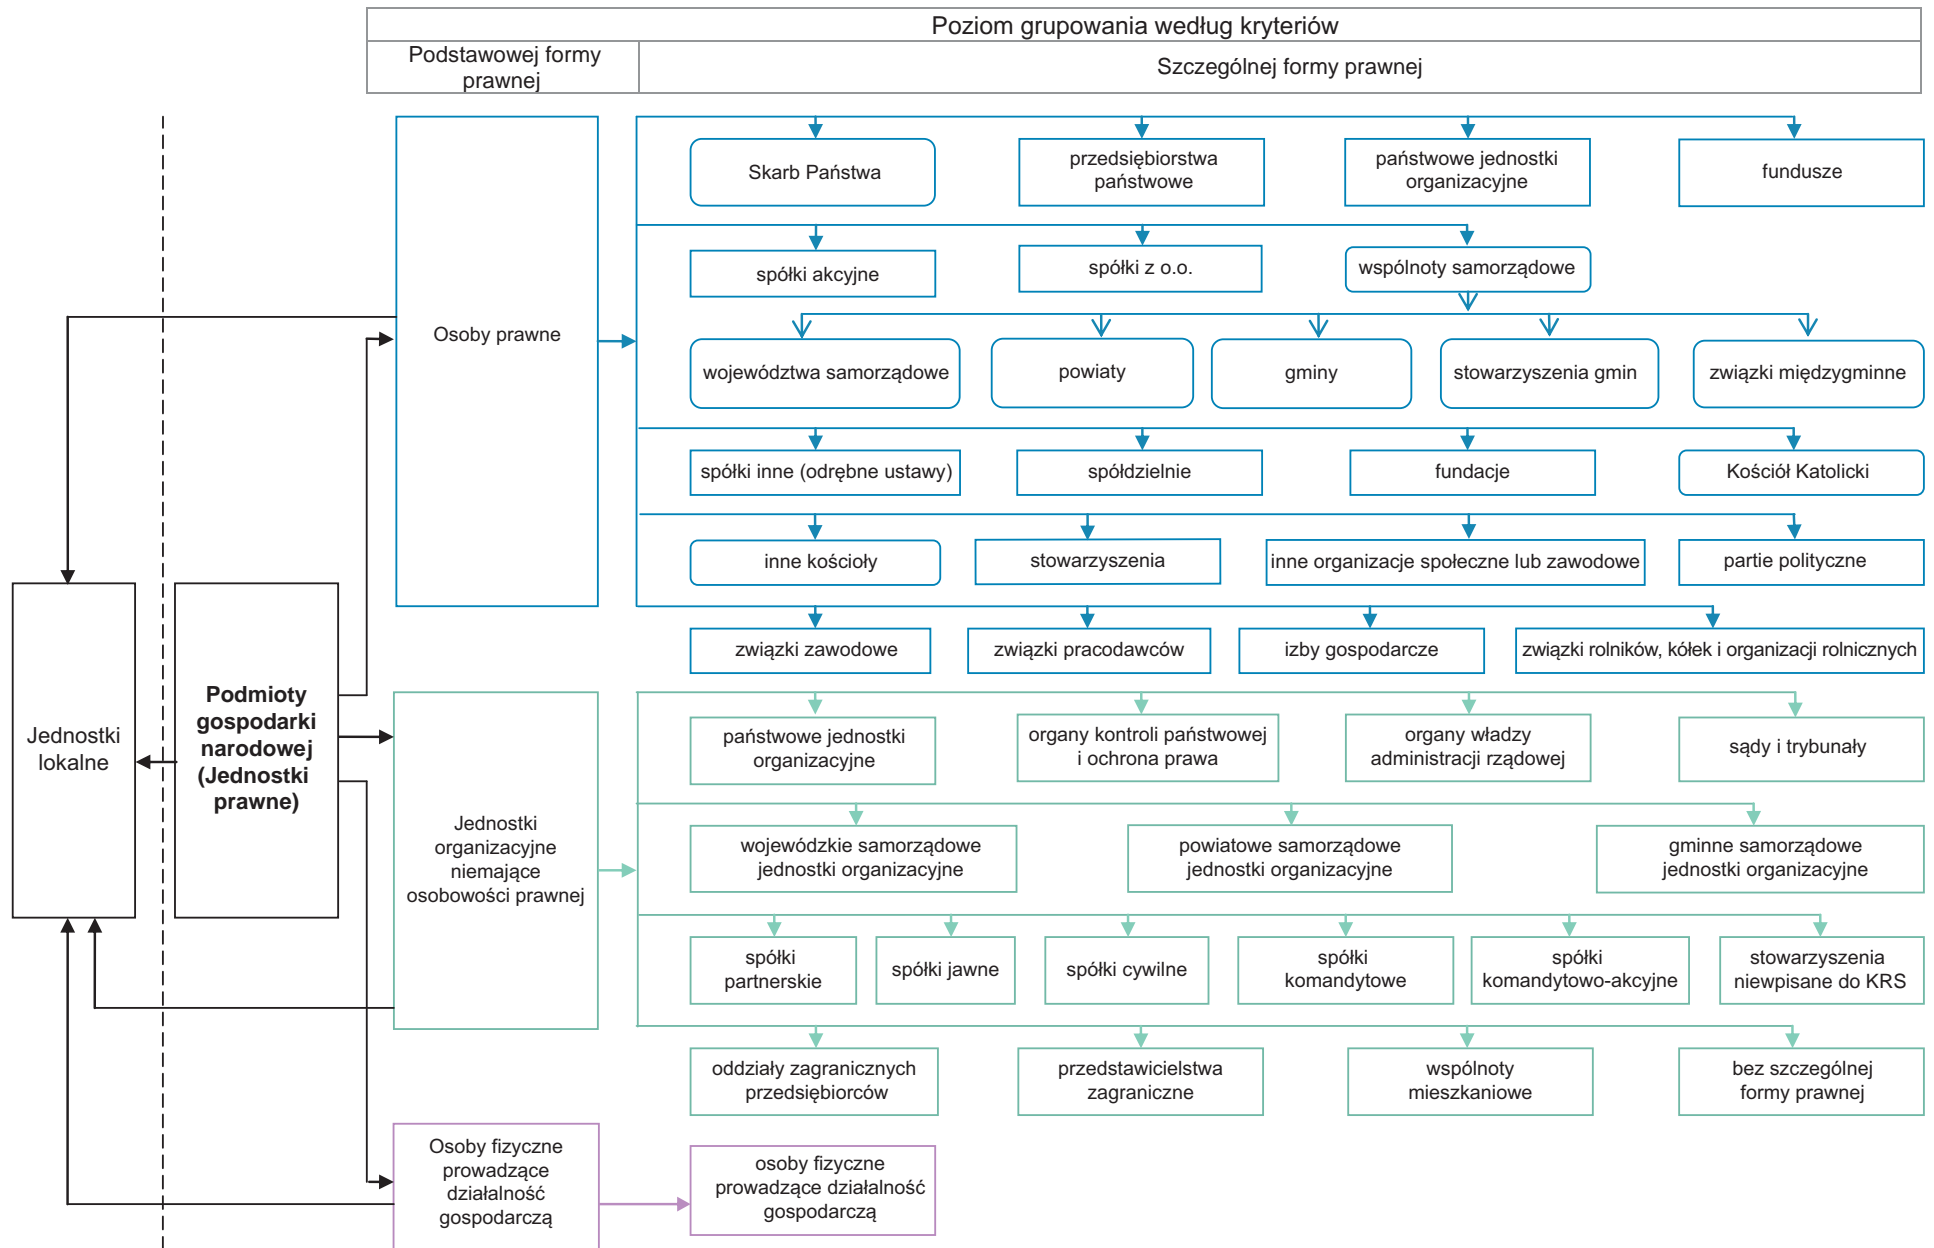 Poziom grupowania według kryteriów
Podstawowej formy
prawnej
Szczególnej formy prawnej
Skarb Państwa
przedsiębiorstwa
państwowe
państwowe jednostki
organizacyjne
fundusze
spółki akcyjne
spółki z o.o.
wspólnoty samorządowe
Osoby prawne
województwa samorządowe
powiaty
gminy
stowarzyszenia gmin
związki międzygminne
spółki inne (odrębne ustawy)
spółdzielnie
fundacje
Kościół Katolicki
inne kościoły
stowarzyszenia
inne organizacje społeczne lub zawodowe
partie polityczne
związki zawodowe
związki pracodawców
izby gospodarcze
związki rolników, kółek i organizacji rolniczych
Jednostki
lokalne
Podmioty
gospodarki
narodowej
(Jednostki
prawne)
państwowe jednostki
organizacyjne
organy kontroli państwowej
i ochrona prawa
organy władzy
administracji rządowej
sądy i trybunały
Jednostki
organizacyjne
niemające
osobowości prawnej
wojewódzkie samorządowe
jednostki organizacyjne
powiatowe samorządowe
jednostki organizacyjne
gminne samorządowe
jednostki organizacyjne
spółki
partnerskie
spółki jawne
spółki cywilne
spółki
komandytowe
spółki
komandytowo-akcyjne
stowarzyszenia
niewpisane do KRS
oddziały zagranicznych
przedsiębiorców
przedstawicielstwa
zagraniczne
wspólnoty
mieszkaniowe
bez szczególnej
formy prawnej
Osoby fizyczne
prowadzące
działalność
gospodarczą
osoby fizyczne
prowadzące działalność
gospodarczą